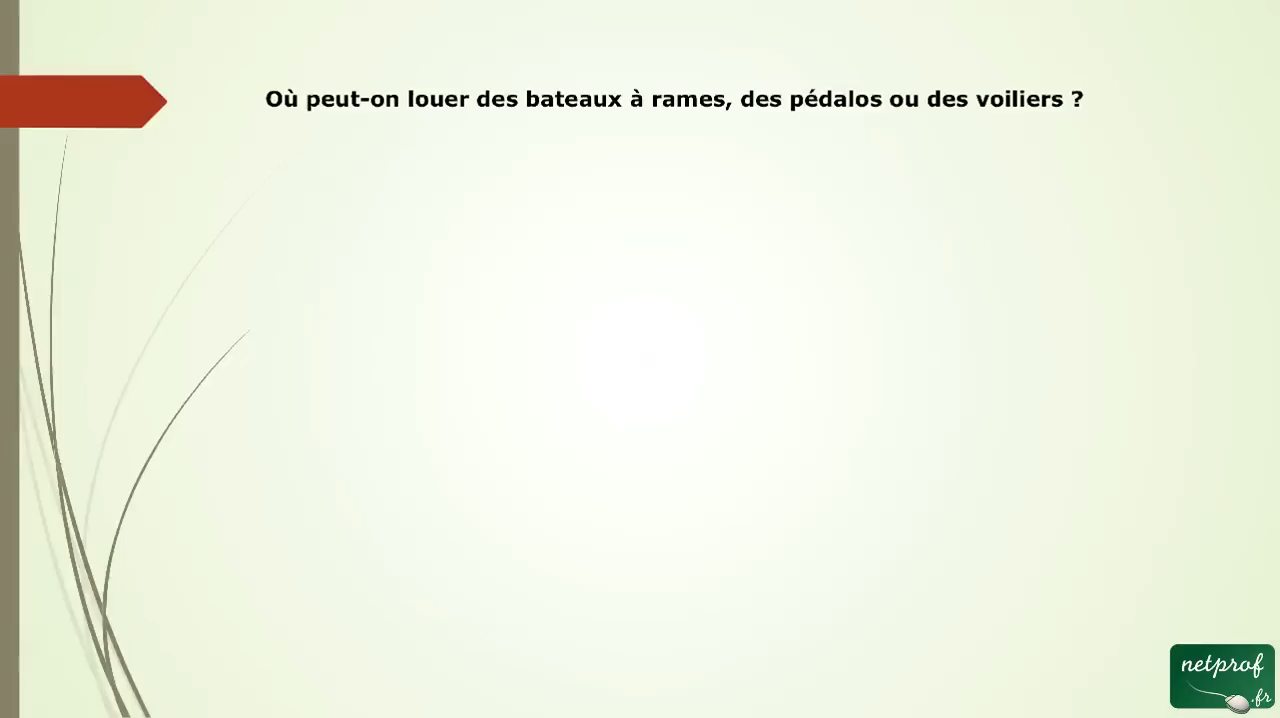 Où peut-on louer des bateaux à rames, des pédalos ou des voiliers ?
netprof
.fr